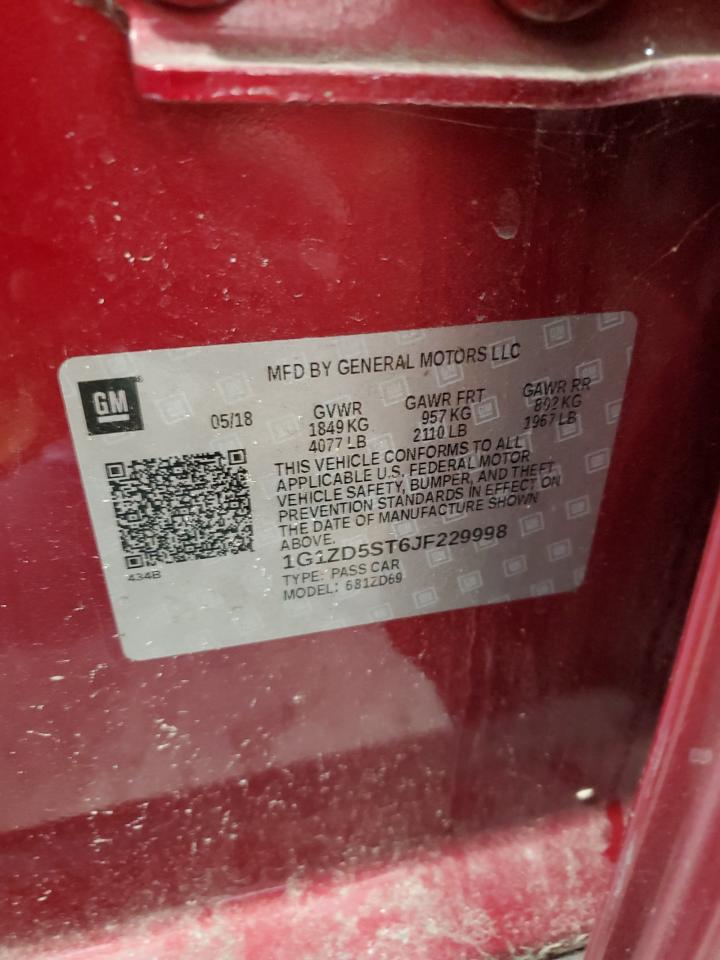 MFD BY GENERAL MOTORS LLC
GM
05/18
GVWR GAWR FRT GAWR RR
1849 KG 957 KG 892 KG
4077 LB 2110 LB 1967 LB
THIS VEHICLE CONFORMS TO ALL
APPLICABLE U.S. FEDERAL MOTOR
VEHICLE SAFETY, BUMPER, AND THEFT
PREVENTION STANDARDS IN EFFECT ON
THE DATE OF MANUFACTURE SHOWN
ABOVE.
1G1ZD5ST6JF229998
TYPE: PASS CAR
MODEL: 681ZD69
434B